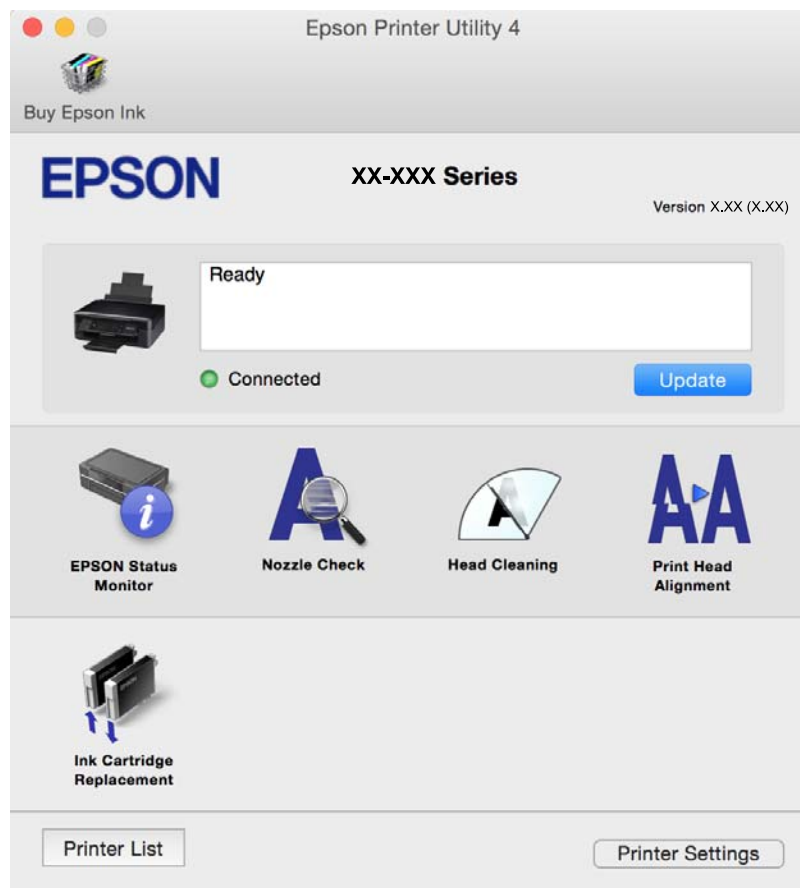 Epson Printer Utility 4
Buy Epson Ink
EPSON
XX-XXX Series
Version X.XX (X.XX)
Ready
Connected
Update
EPSON Status
Monitor
Nozzle Check
Head Cleaning
Print Head
Alignment
Ink Cartridge
Replacement
Printer List
Printer Settings